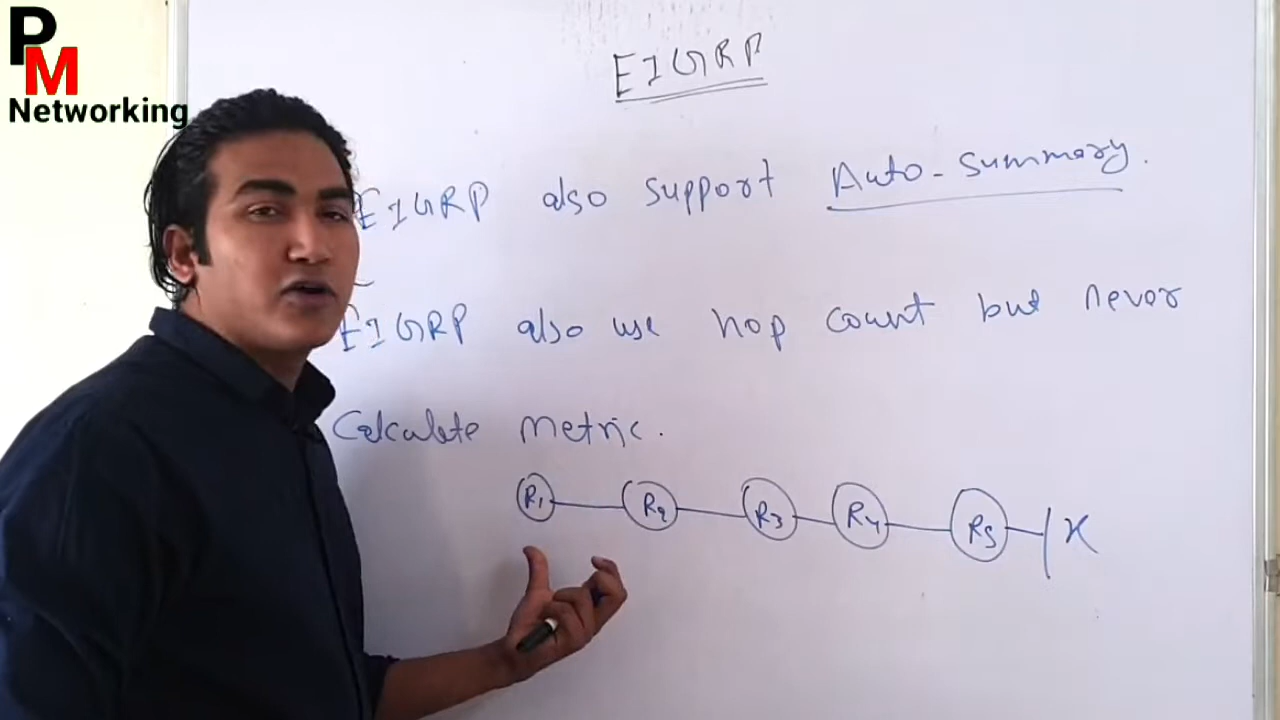 PM
Networking
EIGRP
EIGRP also support Auto-Summary.
EIGRP also use hop count but never
Calculate metric.
R1 R2 R3 R4 R5 X